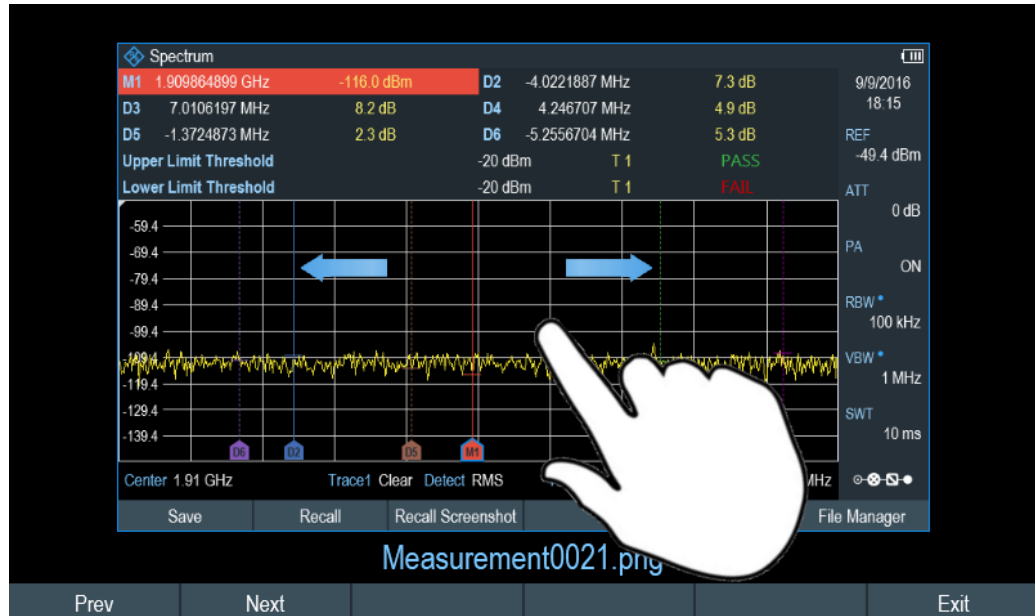 Spectrum
M1 1.909864899 GHz -116.0 dBm D2 -4.0221887 MHz 7.3 dB 9/9/2016
D3 7.0106197 MHz 8.2 dB D4 4.246707 MHz 4.9 dB 18:15
D5 -1.3724873 MHz 2.3 dB D6 -5.2556704 MHz 5.3 dB REF
Upper Limit Threshold -20 dBm T 1 PASS -49.4 dBm
Lower Limit Threshold -20 dBm T 1 FAIL ATT
0 dB
-59.4
-69.4 PA
-79.4 ON
-89.4 RBW
100 kHz
-99.4
-109.4 VBW
-119.4 1 MHz
-129.4 SWT
-139.4 10 ms
D6 D2 D5 M1
Center 1.91 GHz Trace1 Clear Detect RMS MHz
Save Recall Recall Screenshot File Manager
Measurement0021.png
Prev Next Exit